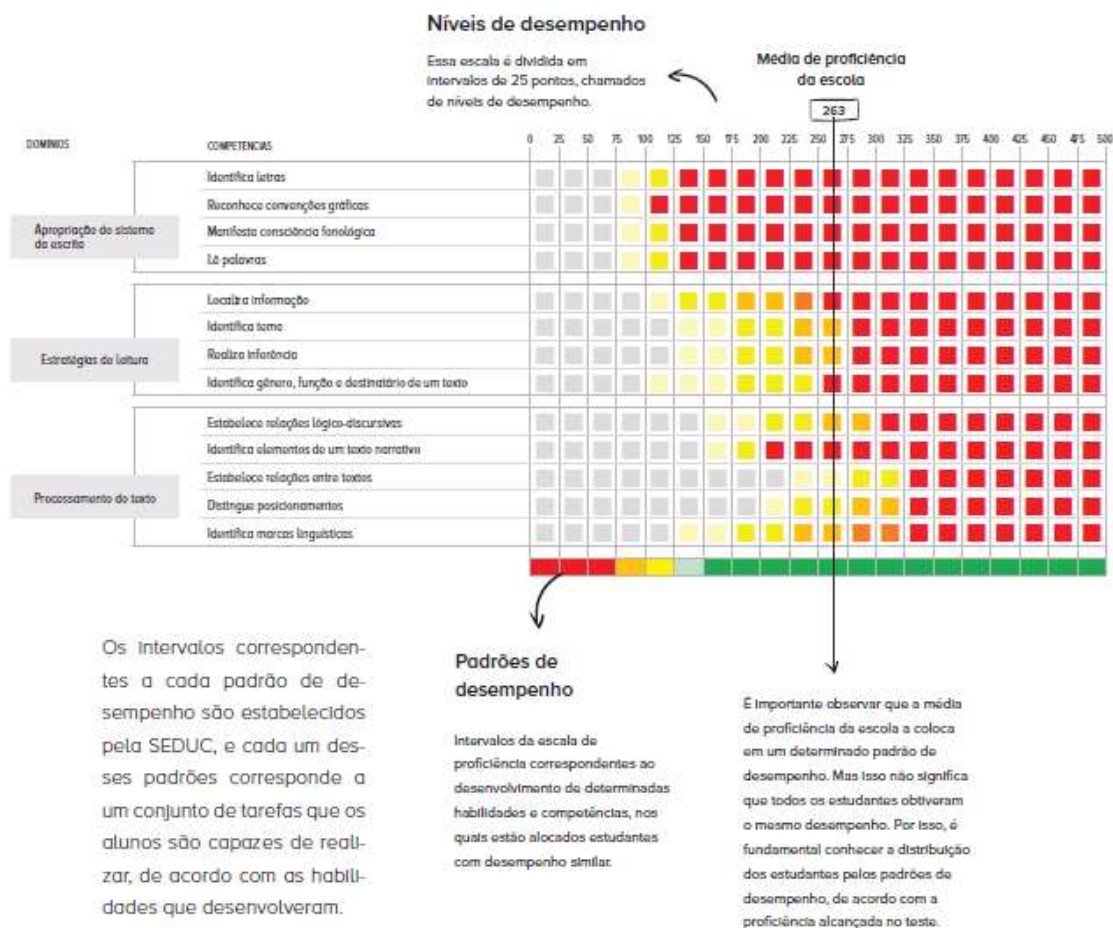 Níveis de desempenho
Essa escala é dividida em
intervalos de 25 pontos, chamados
de níveis de desempenho.
Média de proficiência
da escola
263
DOMÍNIOS
COMPETÊNCIAS
0 25 50 75 100 125 150 175 200 225 250 275 300 325 350 375 400 425 450 475 500
Apropriação do sistema
da escrita
Identifica letras
Reconhece convenções gráficas
Manifesta consciência fonológica
Lê palavras
Estratégias de leitura
Localiza informação
Identifica tema
Realiza inferência
Identifica gênero, função e destinatário de um texto
Processamento do texto
Estabelece relações lógico-discursivas
Identifica elementos de um texto narrativo
Estabelece relações entre textos
Distingue posicionamentos
Identifica marcas linguísticas
Os intervalos corresponden-
tes a cada padrão de de-
sempenho são estabelecidos
pela SEDUC, e cada um des-
ses padrões corresponde a
um conjunto de tarefas que os
alunos são capazes de reali-
zar, de acordo com as habili-
dades que desenvolveram.
Padrões de
desempenho
Intervalos da escala de
proficiência correspondentes ao
desenvolvimento de determinadas
habilidades e competências, nos
quais estão alocados estudantes
com desempenho similar.
É importante observar que a média
de proficiência da escola a coloca
em um determinado padrão de
desempenho. Mas isso não significa
que todos os estudantes obtiveram
o mesmo desempenho. Por isso, é
fundamental conhecer a distribuição
dos estudantes pelos padrões de
desempenho, de acordo com a
proficiência alcançada no teste.